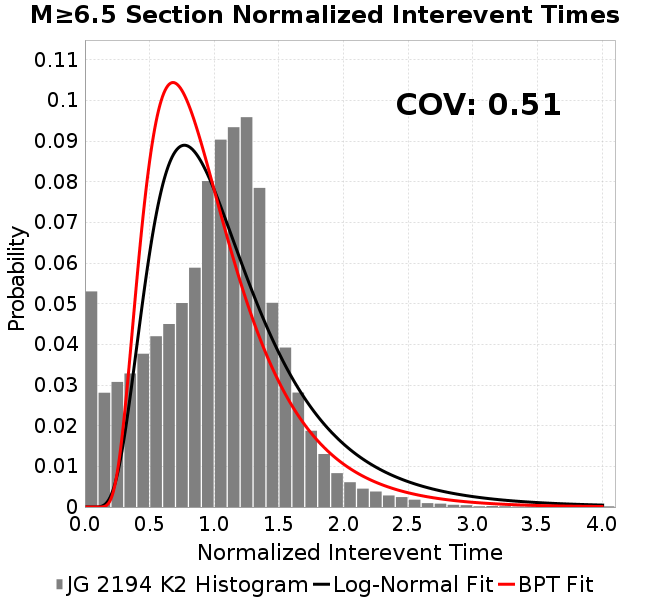 M≥6.5 Section Normalized Interevent Times
COV: 0.51
Probability
0.11
0.1
0.09
0.08
0.07
0.06
0.05
0.04
0.03
0.02
0.01
0
0.0 0.5 1.0 1.5 2.0 2.5 3.0 3.5 4.0
Normalized Interevent Time
JG 2194 K2 Histogram Log-Normal Fit BPT Fit